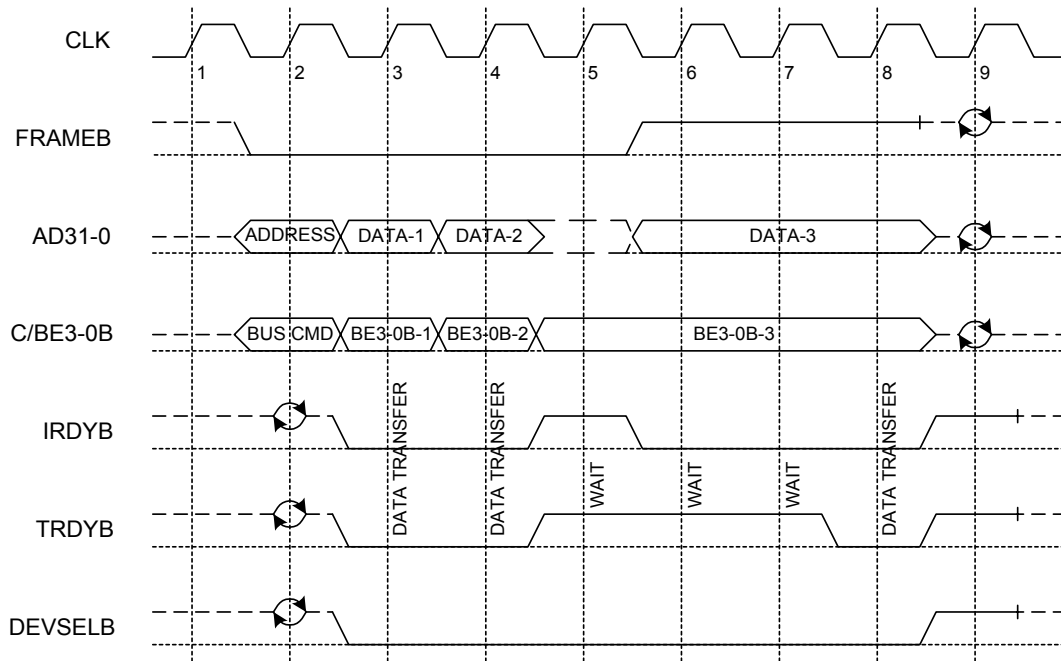 CLK
1 2 3 4 5 6 7 8 9
FRAMEB
AD31-0
ADDRESS DATA-1 DATA-2 DATA-3
C/BE3-0B
BUS CMD BE3-0B-1 BE3-0B-2 BE3-0B-3
IRDYB
DATA TRANSFER
DATA TRANSFER
WAIT
WAIT
WAIT
DATA TRANSFER
TRDYB
DEVSELB